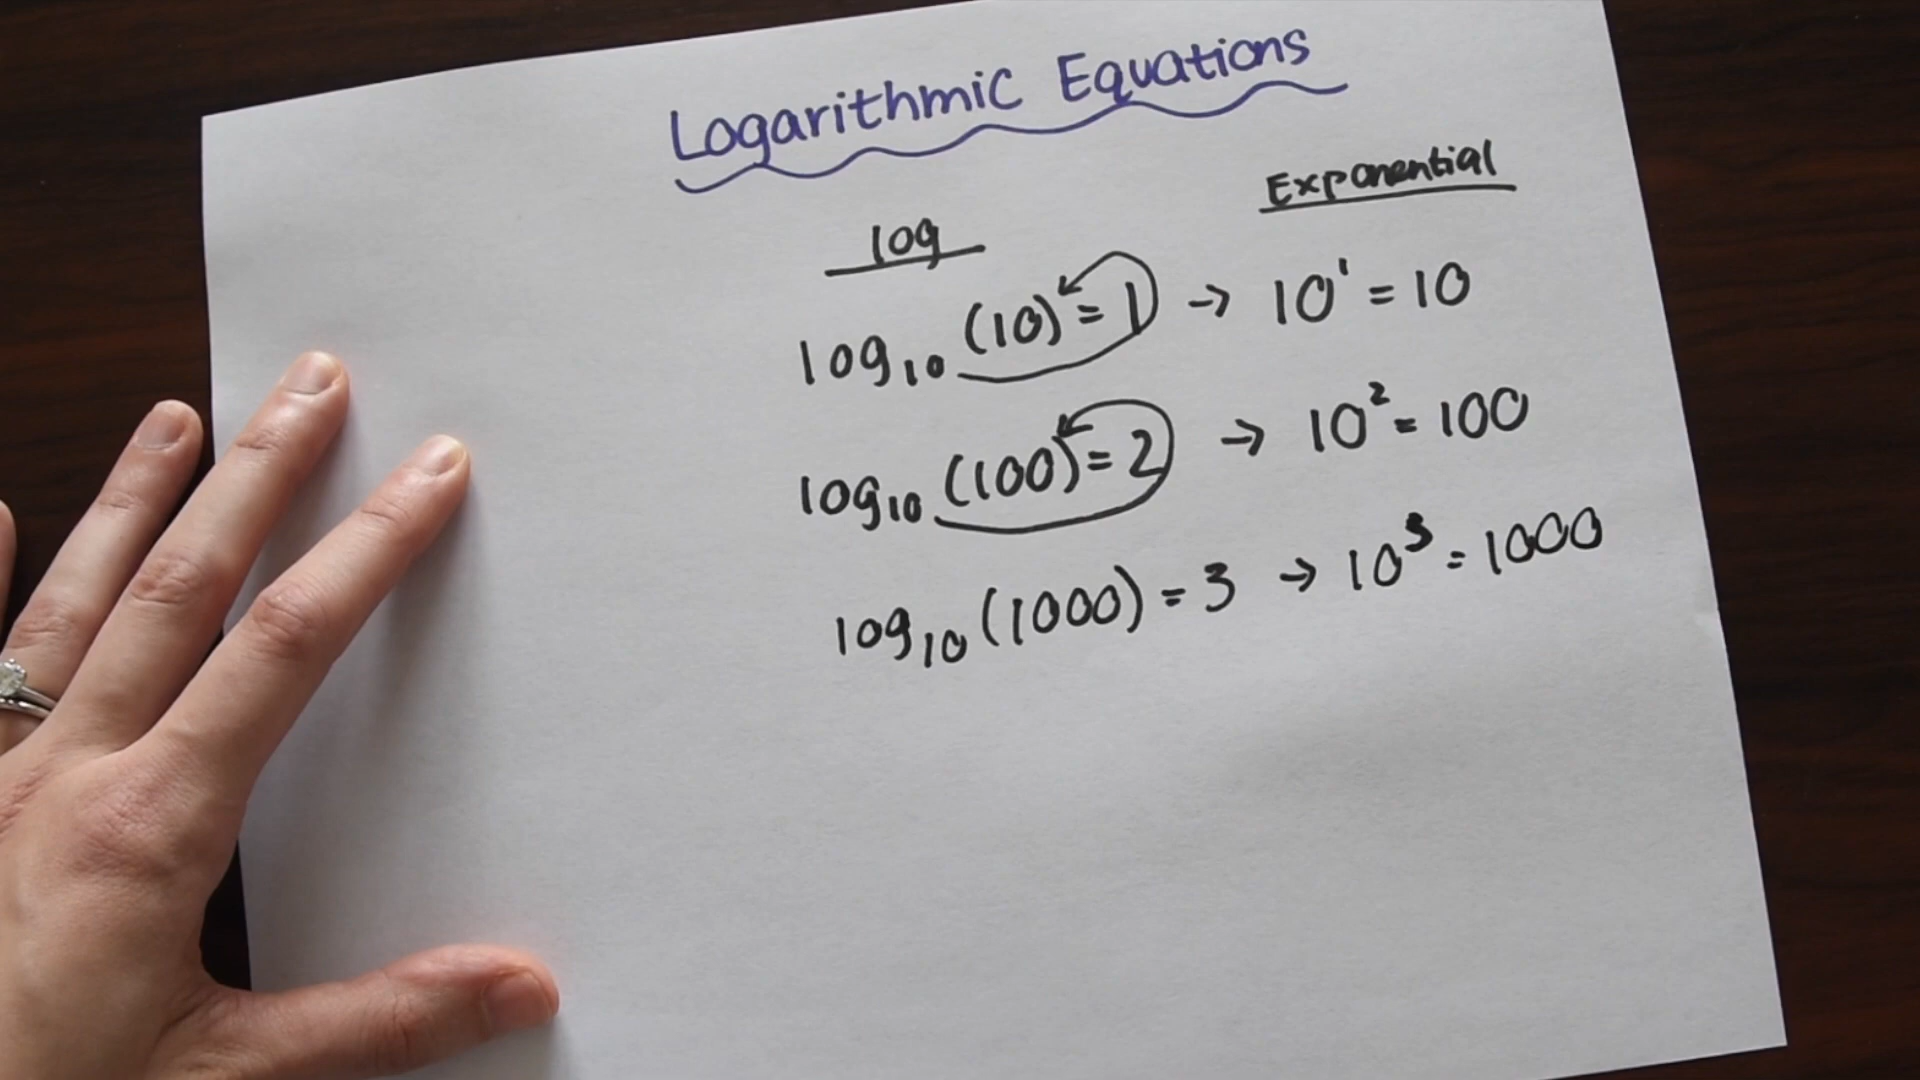 Logarithmic Equations
log Exponential
log₁₀ (10) = 1 → 10¹ = 10
log₁₀ (100) = 2 → 10² = 100
log₁₀ (1000) = 3 → 10³ = 1000